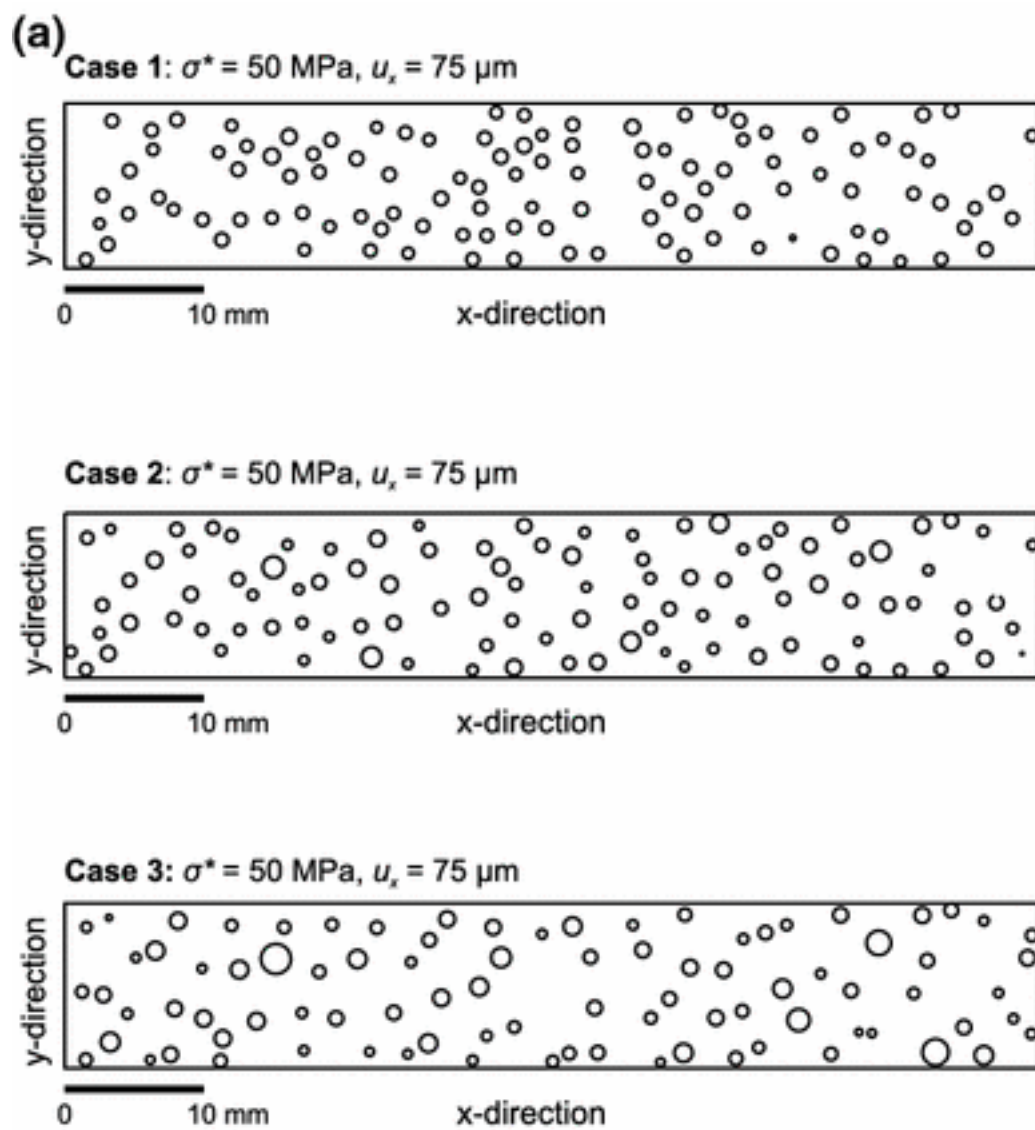 (a)
Case 1: σ* = 50 MPa, uₓ = 75 µm
y-direction
0 10 mm x-direction
Case 2: σ* = 50 MPa, uₓ = 75 µm
y-direction
0 10 mm x-direction
Case 3: σ* = 50 MPa, uₓ = 75 µm
y-direction
0 10 mm x-direction